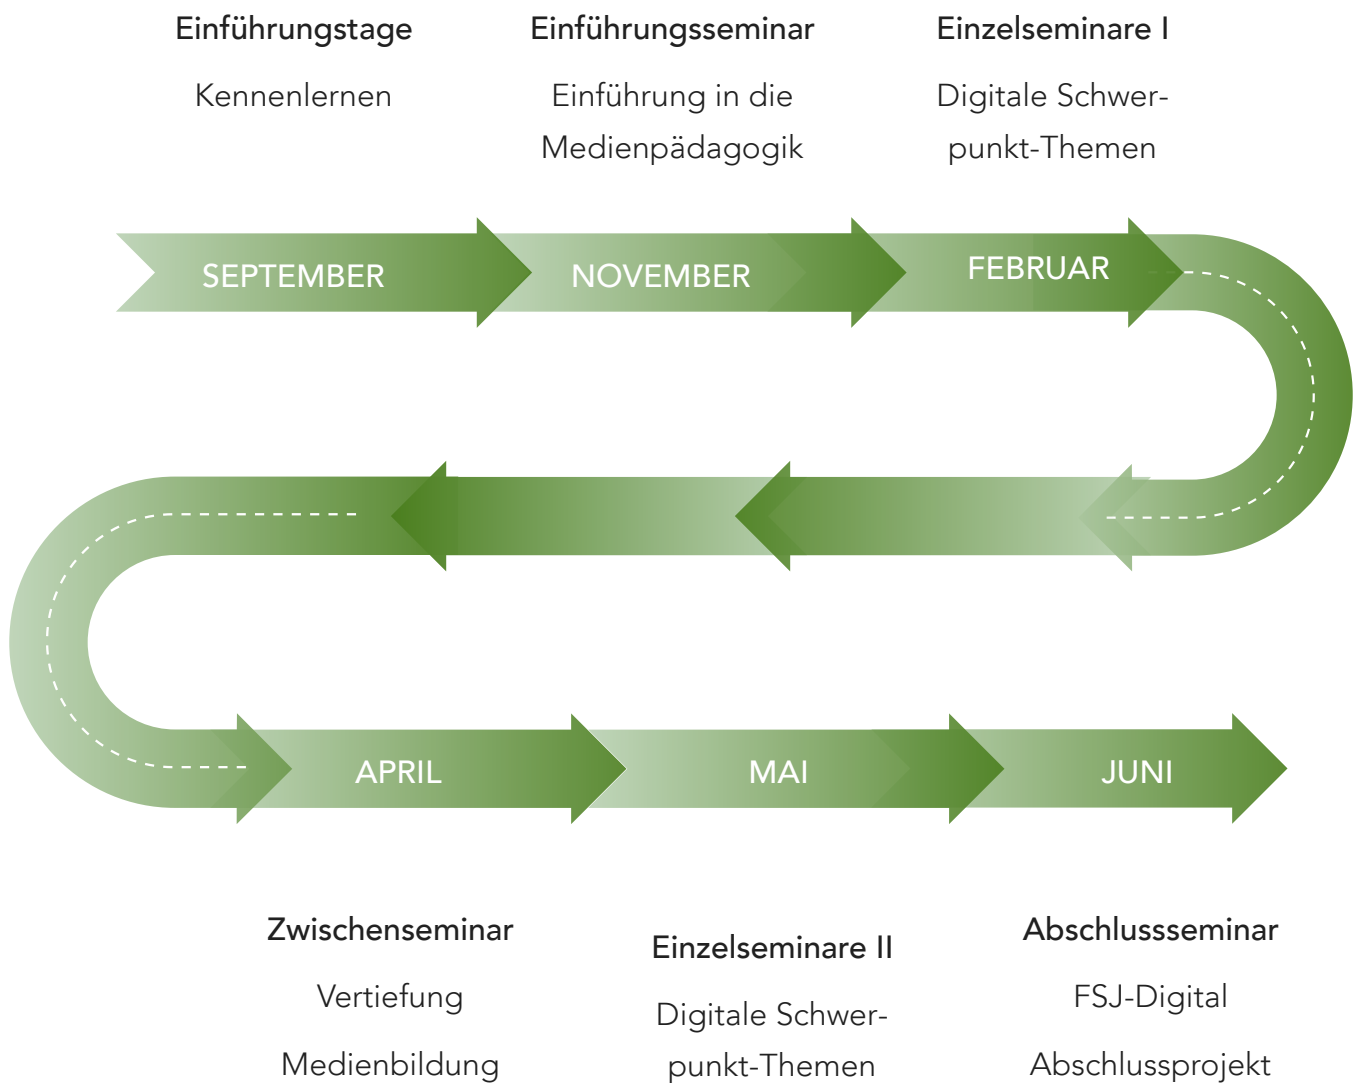 Einführungstage
Kennenlernen
Einführungsseminar
Einführung in die
Medienpädagogik
Einzelseminare I
Digitale Schwer-
punkt-Themen
SEPTEMBER
NOVEMBER
FEBRUAR
APRIL
MAI
JUNI
Zwischenseminar
Vertiefung
Medienbildung
Einzelseminare II
Digitale Schwer-
punkt-Themen
Abschlussseminar
FSJ-Digital
Abschlussprojekt